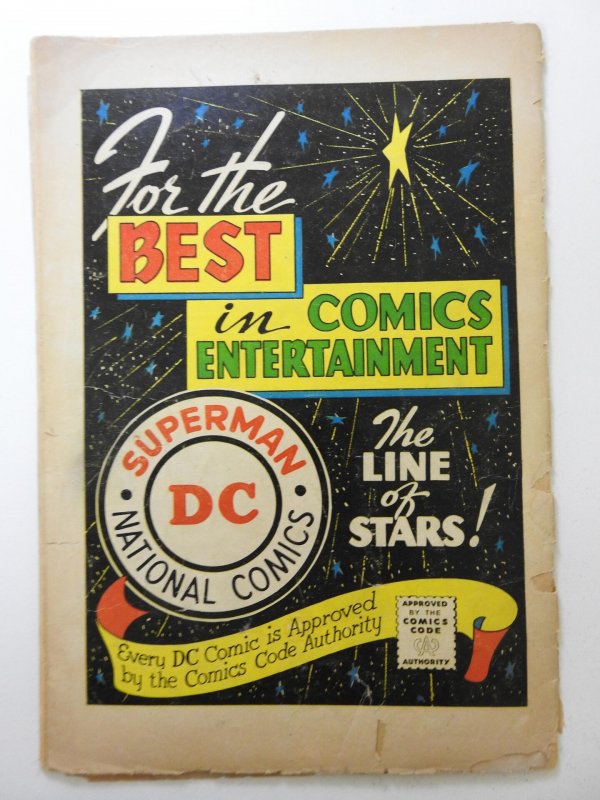 For the
BEST
in COMICS
ENTERTAINMENT
SUPERMAN
DC
NATIONAL COMICS
The
LINE
of
STARS!
Every DC Comic is Approved
by the Comics Code Authority
APPROVED
BY THE
COMICS
CODE
CA
AUTHORITY